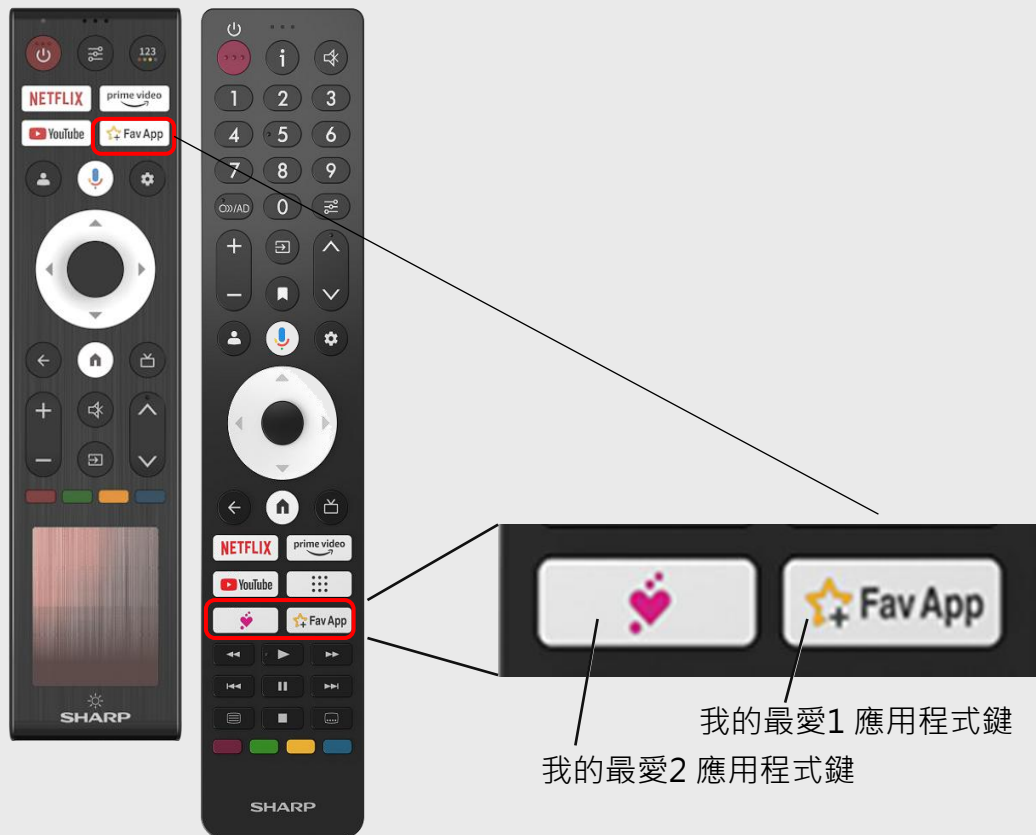 123
NETFLIX
prime video
YouTube
Fav App
SHARP
i
1 2 3
4 5 6
7 8 9
/AD 0
NETFLIX
prime video
YouTube
Fav App
SHARP
Fav App
我的最愛1 應用程式鍵
我的最愛2 應用程式鍵